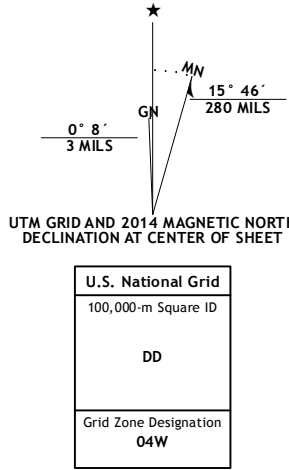 ★
MN
GN
15° 46´
280 MILS
0° 8´
3 MILS
UTM GRID AND 2014 MAGNETIC NORTH
DECLINATION AT CENTER OF SHEET
U.S. National Grid
100,000-m Square ID
DD
Grid Zone Designation
04W